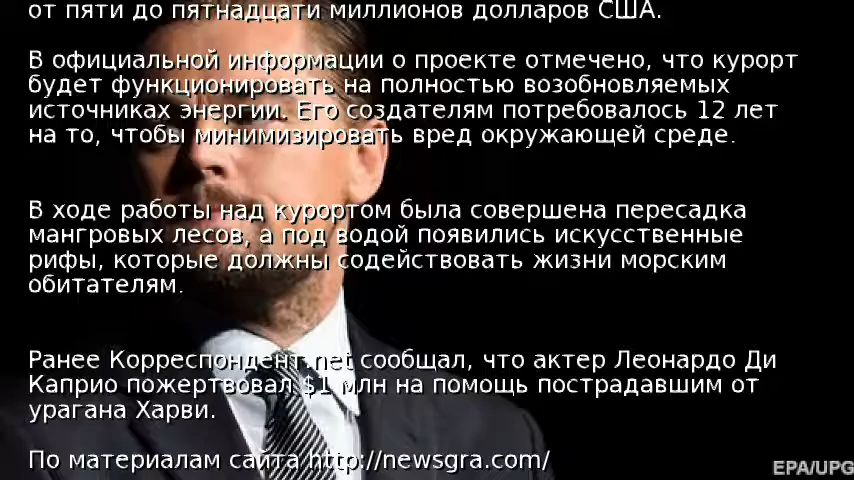 от пяти до пятнадцати миллионов долларов США.
В официальной информации о проекте отмечено, что курорт
будет функционировать на полностью возобновляемых
источниках энергии. Его создателям потребовалось 12 лет
на то, чтобы минимизировать вред окружающей среде.
В ходе работы над курортом была совершена пересадка
мангровых лесов, а под водой появились искусственные
рифы, которые должны содействовать жизни морским
обитателям.
Ранее Корреспондент.net сообщал, что актер Леонардо Ди
Каприо пожертвовал $1 млн на помощь пострадавшим от
урагана Харви.
По материалам сайта http://newsgra.com/
EPA/UPG